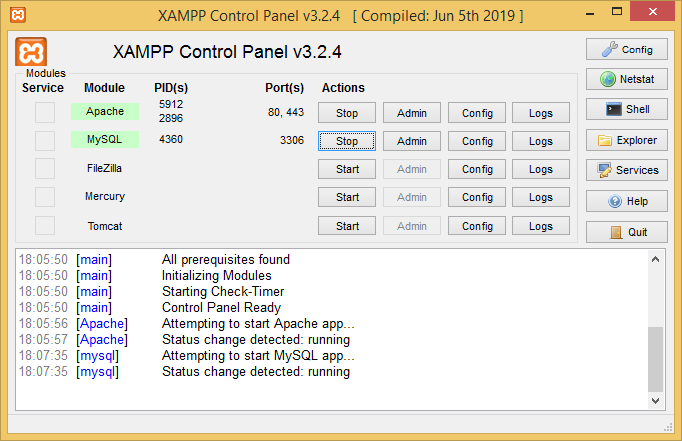 XAMPP Control Panel v3.2.4   [ Compiled: Jun 5th 2019 ]
XAMPP Control Panel v3.2.4
Config
Modules
Service Module PID(s) Port(s) Actions
Netstat
Apache 5912 2896 80, 443 Stop Admin Config Logs
Shell
MySQL 4360 3306 Stop Admin Config Logs
Explorer
FileZilla Start Admin Config Logs
Services
Mercury Start Admin Config Logs
Help
Tomcat Start Admin Config Logs
Quit
18:05:50 [main] All prerequisites found
18:05:50 [main] Initializing Modules
18:05:50 [main] Starting Check-Timer
18:05:50 [main] Control Panel Ready
18:05:56 [Apache] Attempting to start Apache app...
18:05:57 [Apache] Status change detected: running
18:07:35 [mysql] Attempting to start MySQL app...
18:07:35 [mysql] Status change detected: running